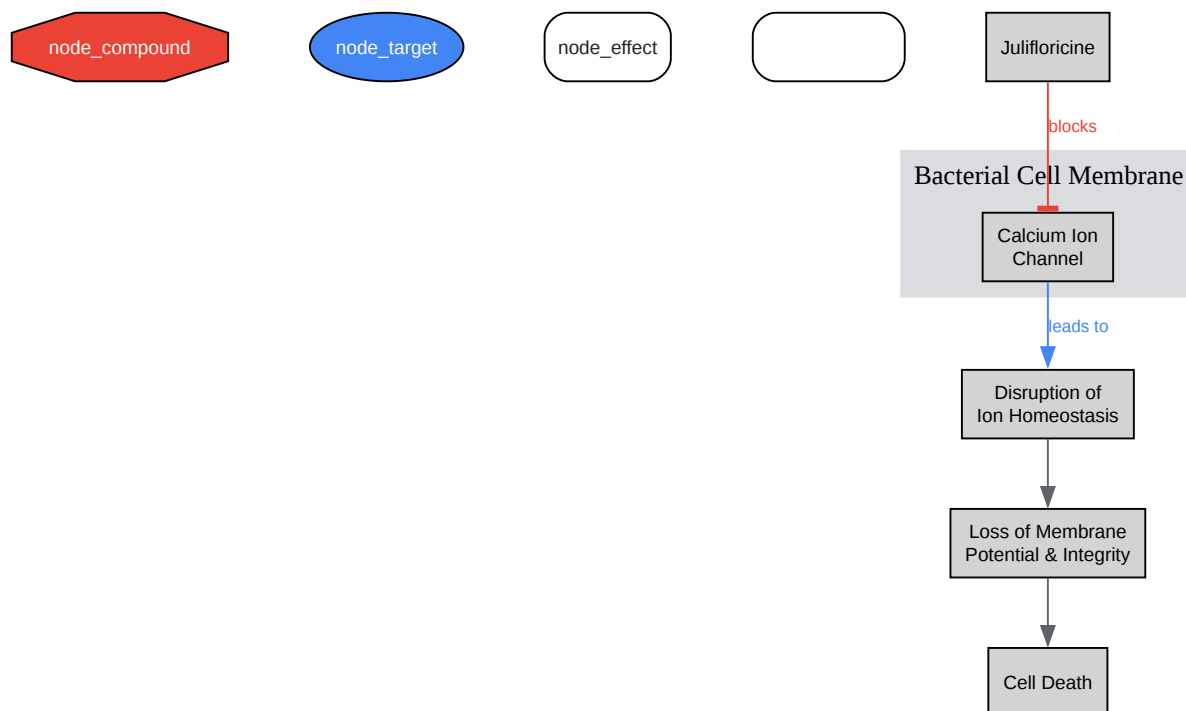 node_compound
node_target
node_effect
Julifloricine
blocks
Bacterial Cell Membrane
Calcium Ion
Channel
leads to
Disruption of
Ion Homeostasis
Loss of Membrane
Potential & Integrity
Cell Death